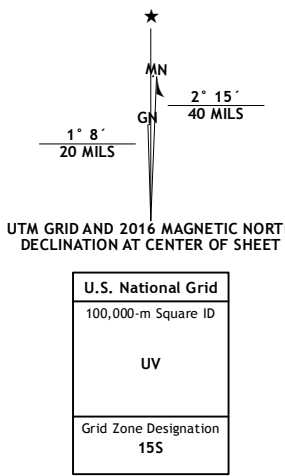 ★
MN
GN
2° 15´
40 MILS
1° 8´
20 MILS
UTM GRID AND 2016 MAGNETIC NORT
DECLINATION AT CENTER OF SHEET
U.S. National Grid
100,000-m Square ID
UV
Grid Zone Designation
15S